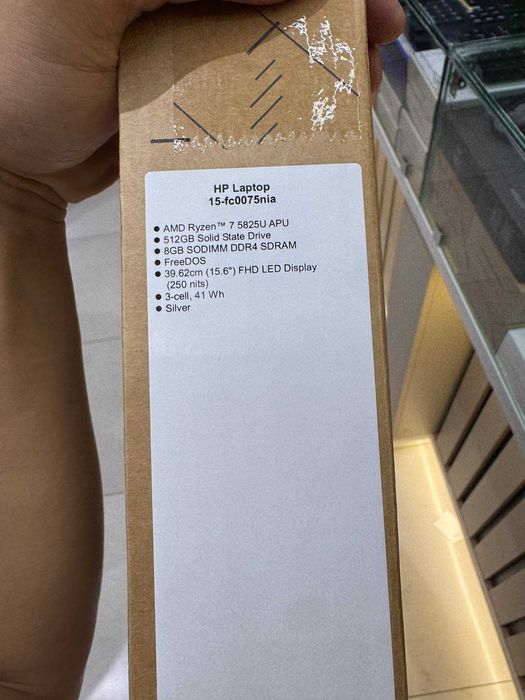 HP Laptop
15-fc0075nia
• AMD Ryzen™ 7 5825U APU
• 512GB Solid State Drive
• 8GB SODIMM DDR4 SDRAM
• FreeDOS
• 39.62cm (15.6") FHD LED Display
(250 nits)
• 3-cell, 41 Wh
• Silver